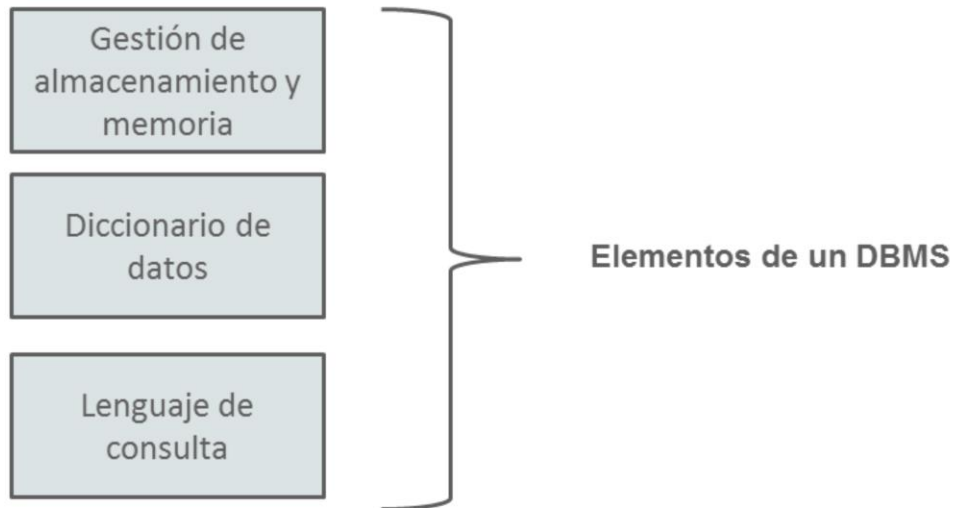 Gestión de
almacenamiento y
memoria
Diccionario de
datos
Elementos de un DBMS
Lenguaje de
consulta